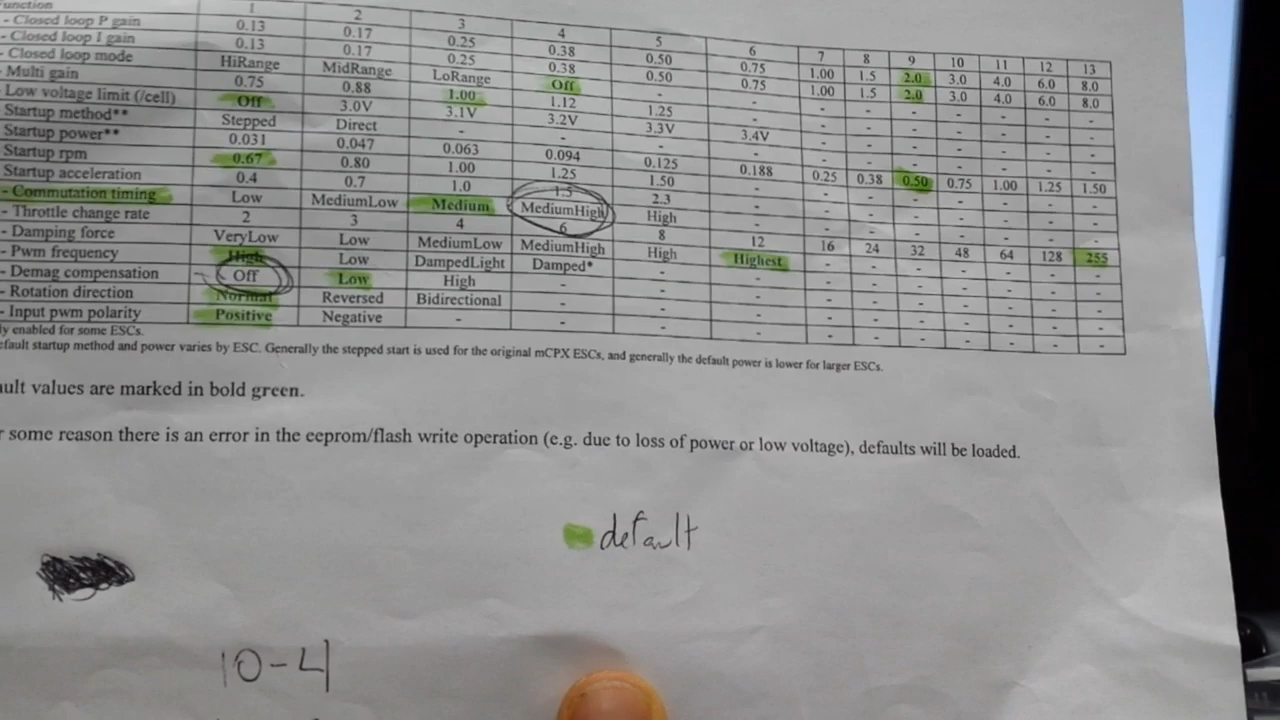 unction 1 2 3 4 5 6 7 8 9 10 11 12 13
- Closed loop P gain 0.13 0.17 0.25 0.38 0.50 0.75 1.00 1.5 2.0 3.0 4.0 6.0 8.0
- Closed loop I gain 0.13 0.17 0.25 0.38 0.50 0.75 1.00 1.5 2.0 3.0 4.0 6.0 8.0
- Closed loop mode HiRange MidRange LoRange Off - - - - - - - - -
- Multi gain 0.75 0.88 1.00 1.12 1.25 - - - - - - - -
Low voltage limit (/cell) Off 3.0V 3.1V 3.2V 3.3V 3.4V - - - - - - -
Startup method** Stepped Direct - - - - - - - - - - -
Startup power** 0.031 0.047 0.063 0.094 0.125 0.188 0.25 0.38 0.50 0.75 1.00 1.25 1.50
Startup rpm 0.67 0.80 1.00 1.25 1.50 - - - - - - - -
Startup acceleration 0.4 0.7 1.0 1.5 2.3 - - - - - - - -
- Commutation timing Low MediumLow Medium MediumHigh High - - - - - - - -
- Throttle change rate 2 3 4 6 8 12 16 24 32 48 64 128 255
- Damping force VeryLow Low MediumLow MediumHigh High Highest - - - - - - -
- Pwm frequency High Low DampedLight Damped* - - - - - - - - -
- Demag compensation Off Low High - - - - - - - - - -
- Rotation direction Normal Reversed Bidirectional - - - - - - - - - -
- Input pwm polarity Positive Negative - - - - - - - - - - -
ly enabled for some ESCs.
efault startup method and power varies by ESC. Generally the stepped start is used for the original mCPX ESCs, and generally the default power is lower for larger ESCs.
ault values are marked in bold green.
r some reason there is an error in the eeprom/flash write operation (e.g. due to loss of power or low voltage), defaults will be loaded.
default
10-4